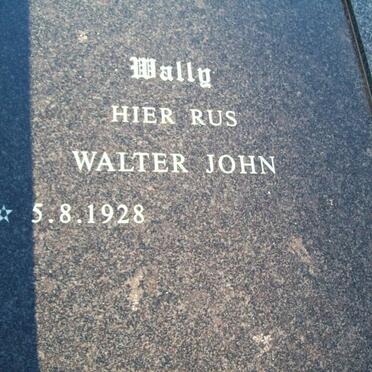 Wally
HIER RUS
WALTER JOHN
☆ 5.8.1928